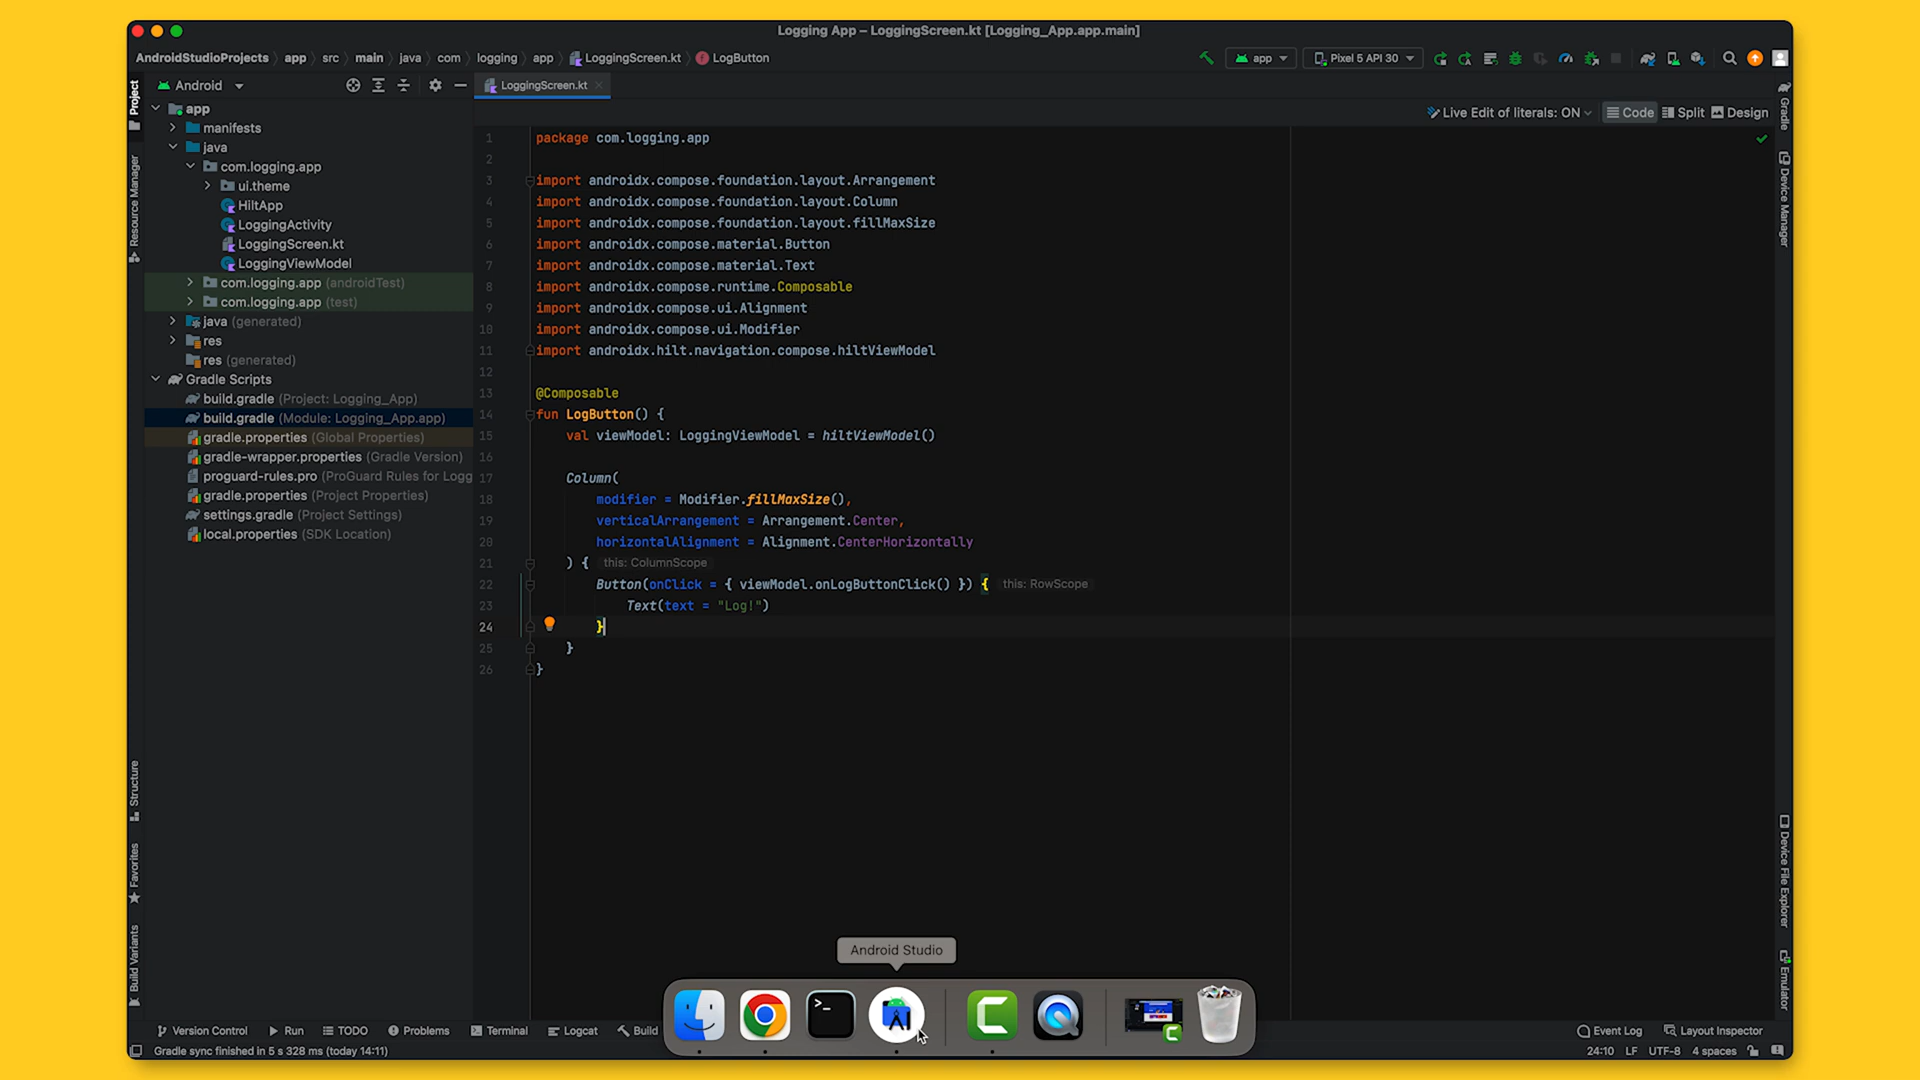 Logging App – LoggingScreen.kt [Logging_App.app.main]
AndroidStudioProjects app src main java com logging app LoggingScreen.kt LogButton
app Pixel 5 API 30
Project
Android
LoggingScreen.kt
Live Edit of literals: ON Code Split Design
Gradle
Device Manager
Resource Manager
app
manifests
java
com.logging.app
ui.theme
HiltApp
LoggingActivity
LoggingScreen.kt
LoggingViewModel
com.logging.app (androidTest)
com.logging.app (test)
java (generated)
res
res (generated)
Gradle Scripts
build.gradle (Project: Logging_App)
build.gradle (Module: Logging_App.app)
gradle.properties (Global Properties)
gradle-wrapper.properties (Gradle Version)
proguard-rules.pro (ProGuard Rules for Logg
gradle.properties (Project Properties)
settings.gradle (Project Settings)
local.properties (SDK Location)
1 package com.logging.app
2
3 import androidx.compose.foundation.layout.Arrangement
4 import androidx.compose.foundation.layout.Column
5 import androidx.compose.foundation.layout.fillMaxSize
6 import androidx.compose.material.Button
7 import androidx.compose.material.Text
8 import androidx.compose.runtime.Composable
9 import androidx.compose.ui.Alignment
10 import androidx.compose.ui.Modifier
11 import androidx.hilt.navigation.compose.hiltViewModel
12
13 @Composable
14 fun LogButton() {
15 val viewModel: LoggingViewModel = hiltViewModel()
16
17 Column(
18 modifier = Modifier.fillMaxSize(),
19 verticalArrangement = Arrangement.Center,
20 horizontalAlignment = Alignment.CenterHorizontally
21 ) { this: ColumnScope
22 Button(onClick = { viewModel.onLogButtonClick() }) { this: RowScope
23 Text(text = "Log!")
24 }
25 }
26 }
Structure
Favorites
Build Variants
Device File Explorer
Emulator
Android Studio
Version Control Run TODO Problems Terminal Logcat Build
Event Log Layout Inspector
Gradle sync finished in 5 s 328 ms (today 14:11)
24:10 LF UTF-8 4 spaces